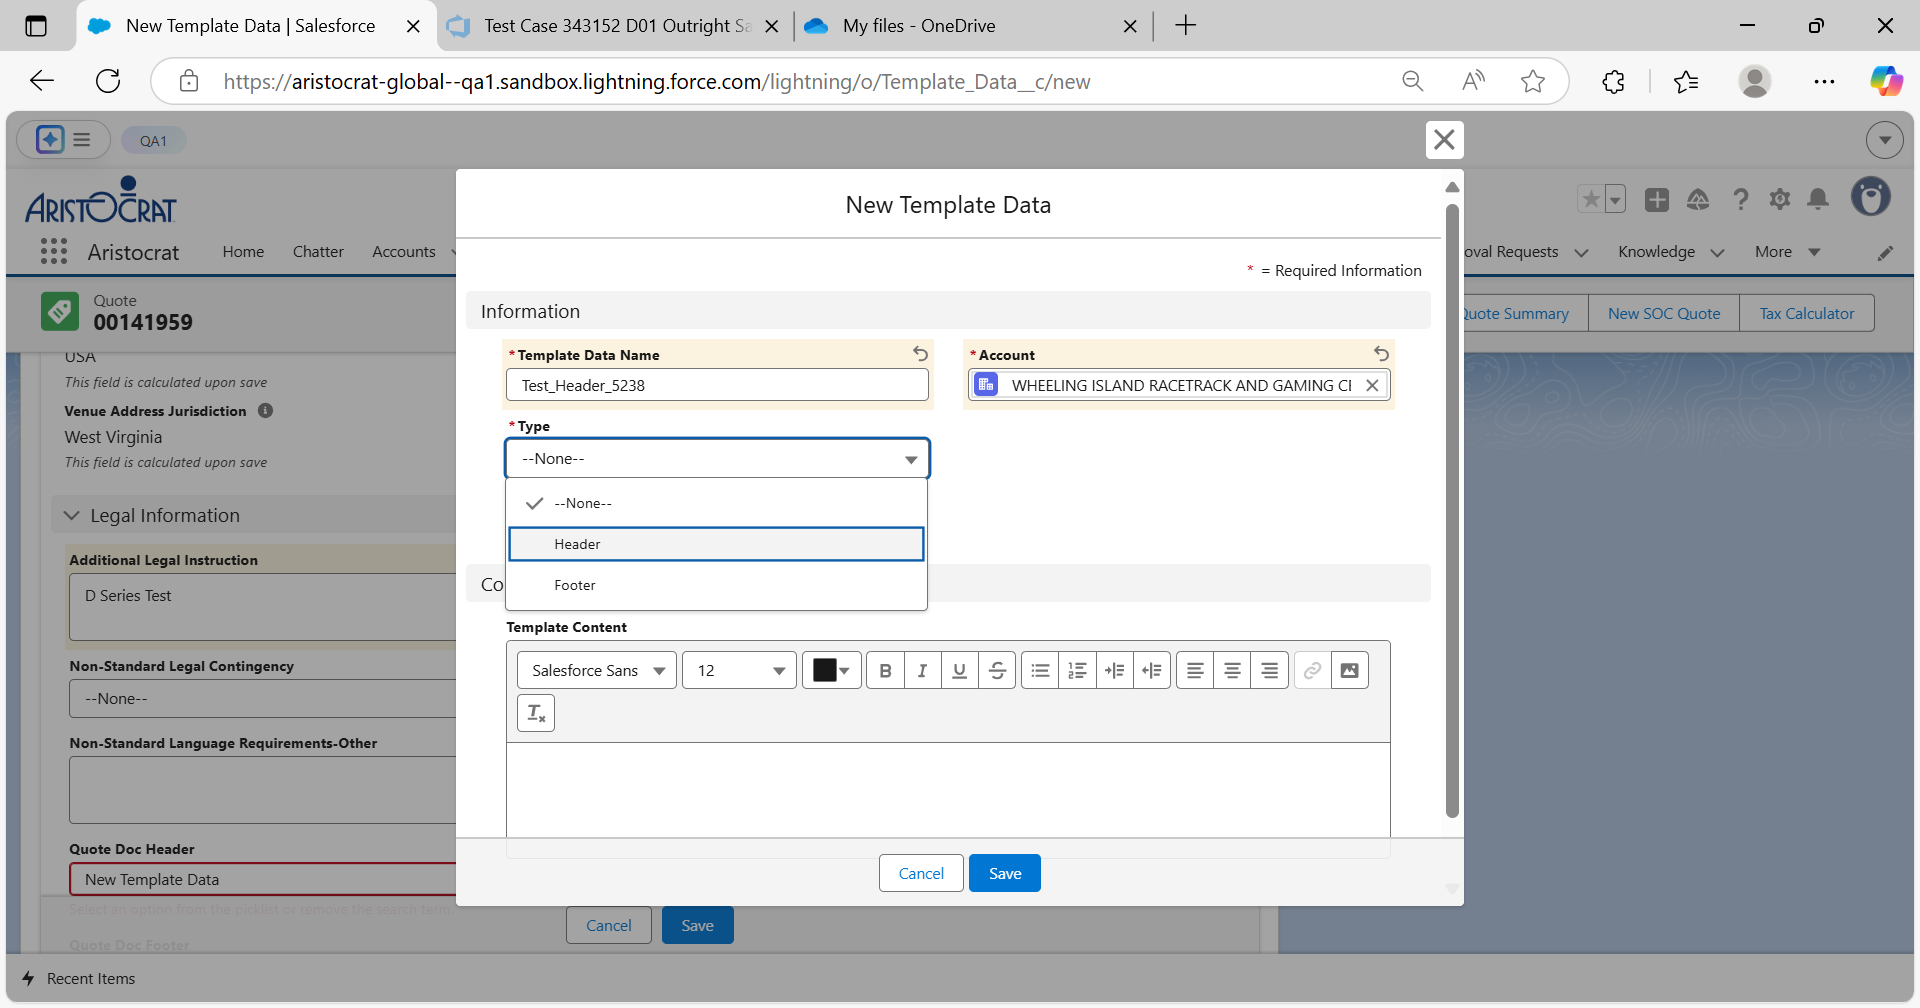 New Template Data | Salesforce
Test Case 343152 D01 Outright Sa
My files - OneDrive
https://aristocrat-global--qa1.sandbox.lightning.force.com/lightning/o/Template_Data__c/new
QA1
ARISTOCRAT
Aristocrat
Home
Chatter
Accounts
oval Requests
Knowledge
More
Quote
00141959
Quote Summary
New SOC Quote
Tax Calculator
USA
This field is calculated upon save
Venue Address Jurisdiction
West Virginia
This field is calculated upon save
Legal Information
Additional Legal Instruction
D Series Test
Non-Standard Legal Contingency
--None--
Non-Standard Language Requirements-Other
Quote Doc Header
New Template Data
Select an option from the picklist or remove the search term.
Quote Doc Footer
Cancel
Save
New Template Data
* = Required Information
Information
*Template Data Name
Test_Header_5238
*Account
WHEELING ISLAND RACETRACK AND GAMING CE
*Type
--None--
--None--
Header
Footer
Co
Template Content
Salesforce Sans
12
B I U S
Tx
Cancel
Save
Recent Items